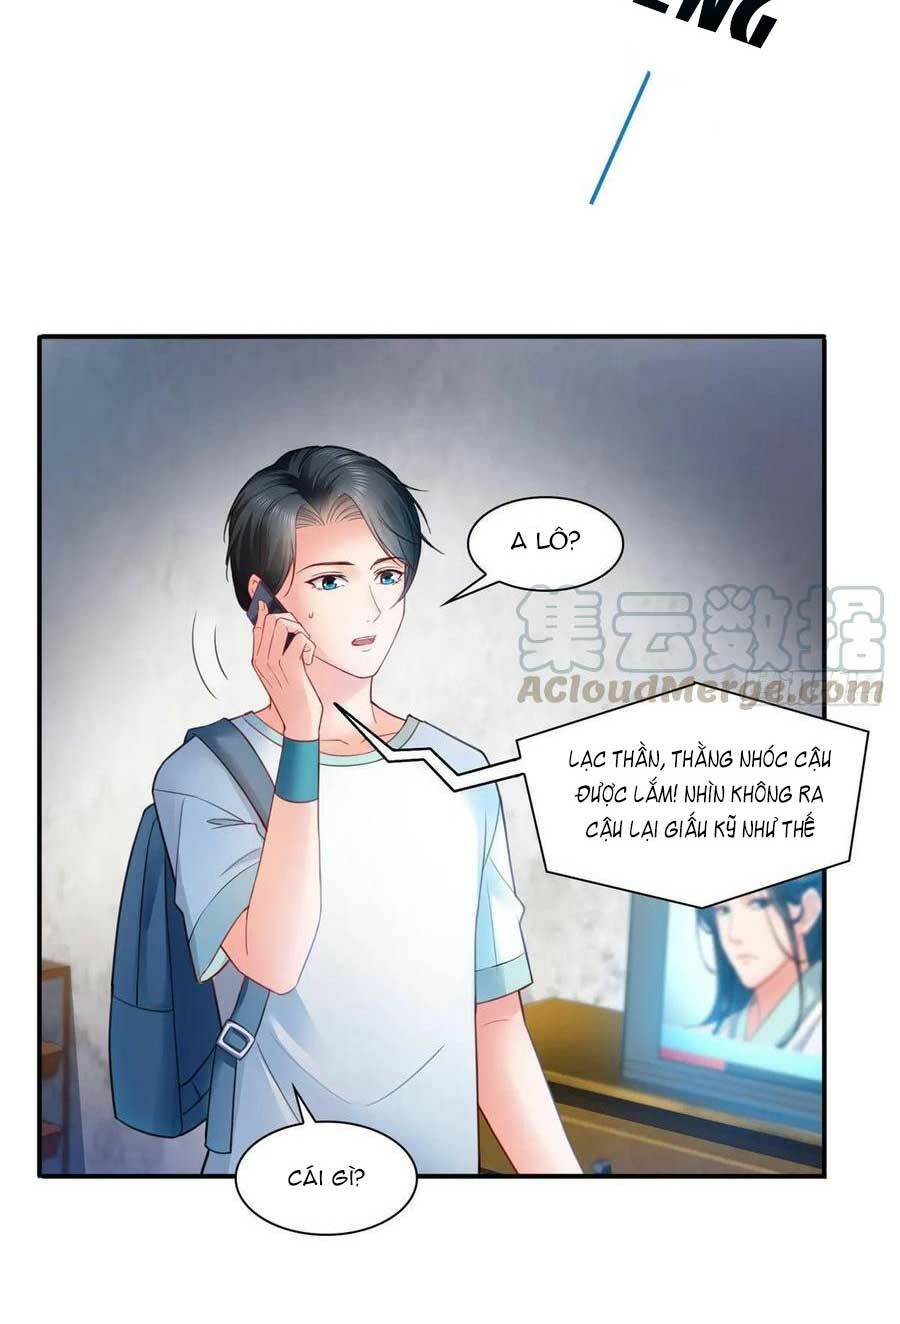 ENG
A LÔ?
集云数据
ACloudMerge.com
LẠC THẦN, THẰNG NHÓC CẬU
ĐƯỢC LẮM! NHÌN KHÔNG RA
CẬU LẠI GIẤU KỸ NHƯ THẾ
CÁI GÌ?